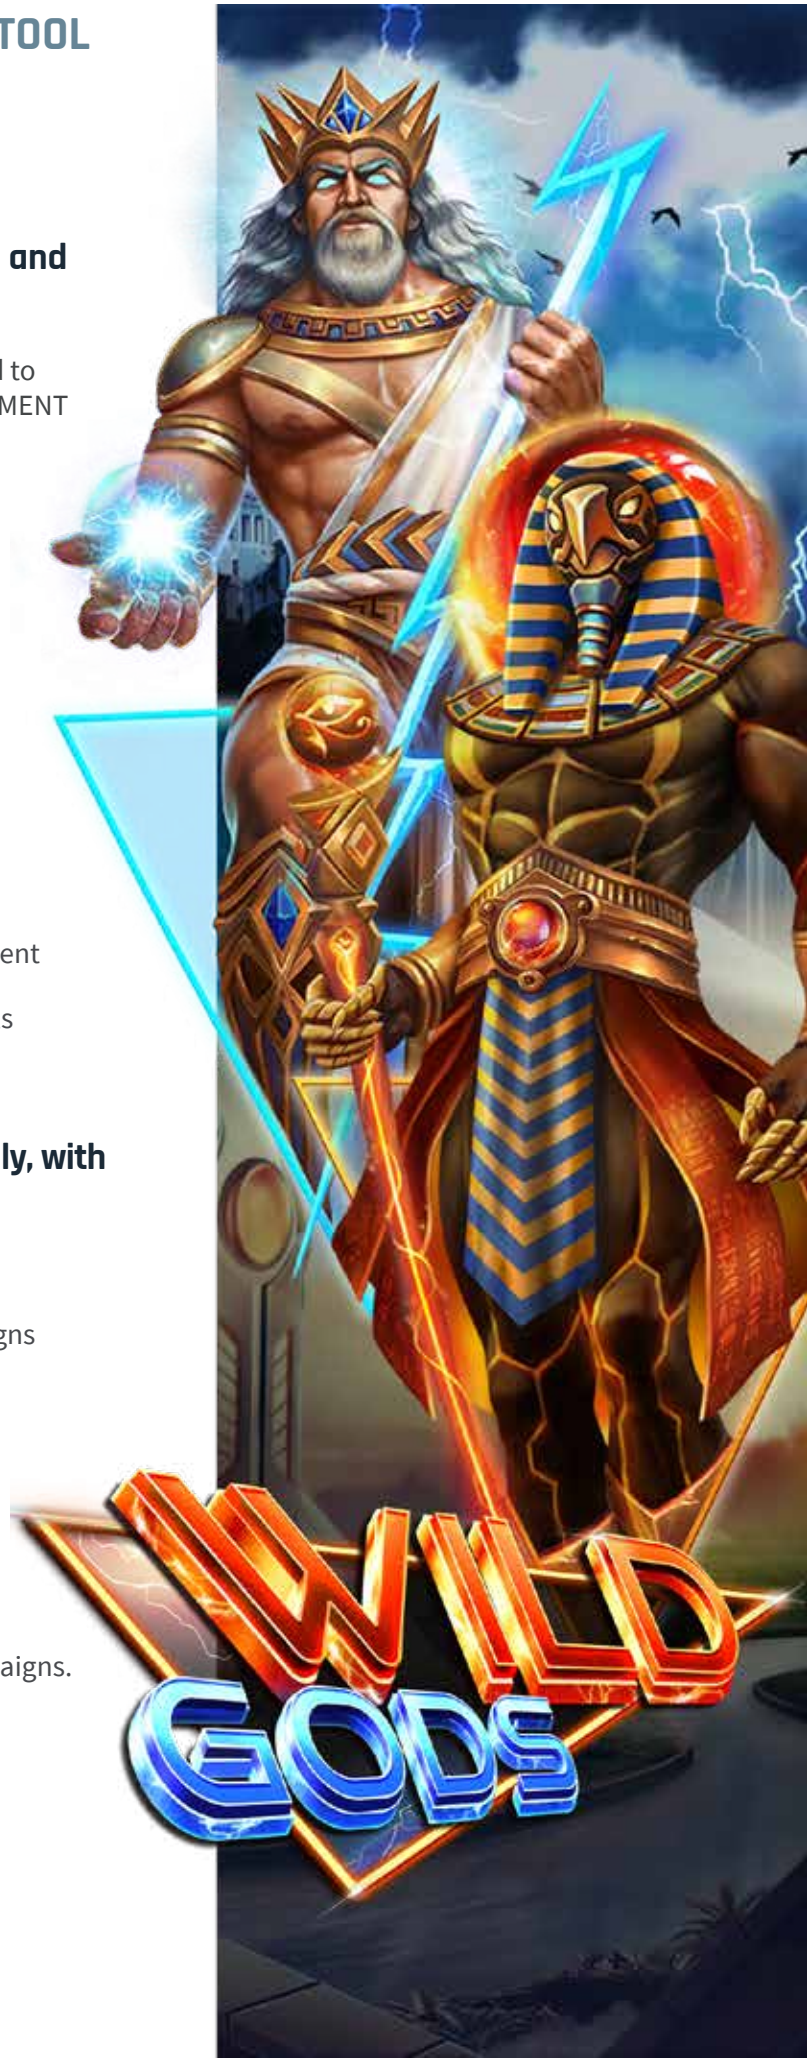 TOOL
and
to
MENT
ent
s
ly, with
gns
aigns.
WILD
GODS